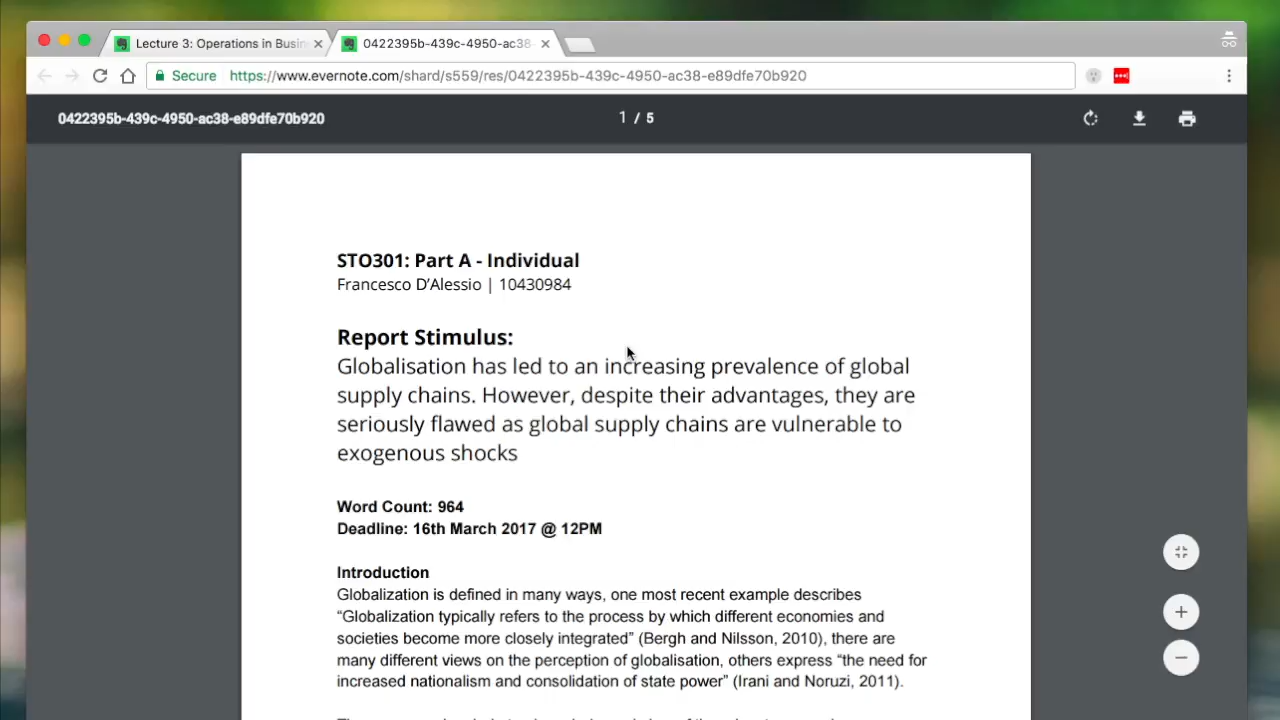 Lecture 3: Operations in Busin
0422395b-439c-4950-ac38-
Secure https://www.evernote.com/shard/s559/res/0422395b-439c-4950-ac38-e89dfe70b920
0422395b-439c-4950-ac38-e89dfe70b920
1 / 5
STO301: Part A - Individual
Francesco D'Alessio | 10430984
Report Stimulus:
Globalisation has led to an increasing prevalence of global
supply chains. However, despite their advantages, they are
seriously flawed as global supply chains are vulnerable to
exogenous shocks
Word Count: 964
Deadline: 16th March 2017 @ 12PM
Introduction
Globalization is defined in many ways, one most recent example describes
“Globalization typically refers to the process by which different economies and
societies become more closely integrated” (Bergh and Nilsson, 2010), there are
many different views on the perception of globalisation, others express “the need for
increased nationalism and consolidation of state power” (Irani and Noruzi, 2011).